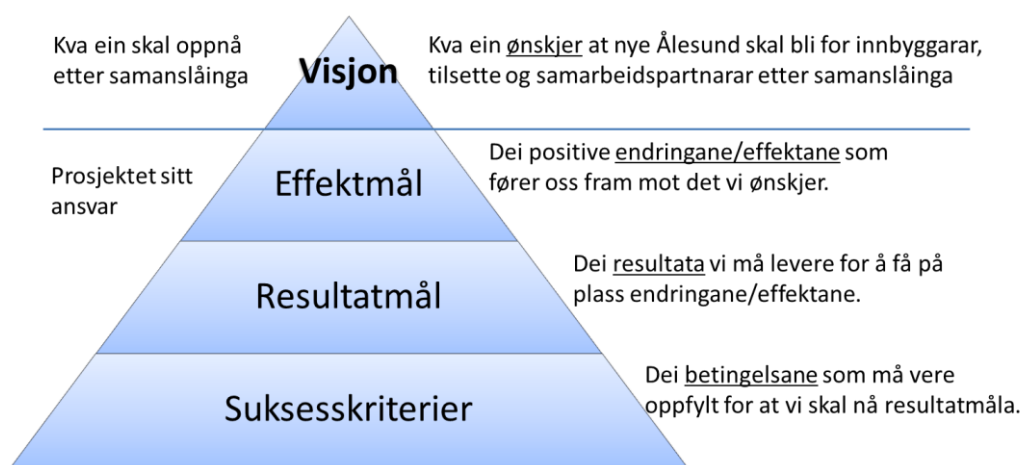 Kva ein skal oppnå
etter samanslåinga
Visjon
Kva ein ønskjer at nye Ålesund skal bli for innbyggarar,
tilsette og samarbeidspartnarar etter samanslåinga
Prosjektet sitt
ansvar
Effektmål
Dei positive endringane/effektane som
fører oss fram mot det vi ønskjer.
Resultatmål
Dei resultata vi må levere for å få på
plass endringane/effektane.
Suksesskriterier
Dei betingelsane som må vere
oppfylt for at vi skal nå resultatmåla.